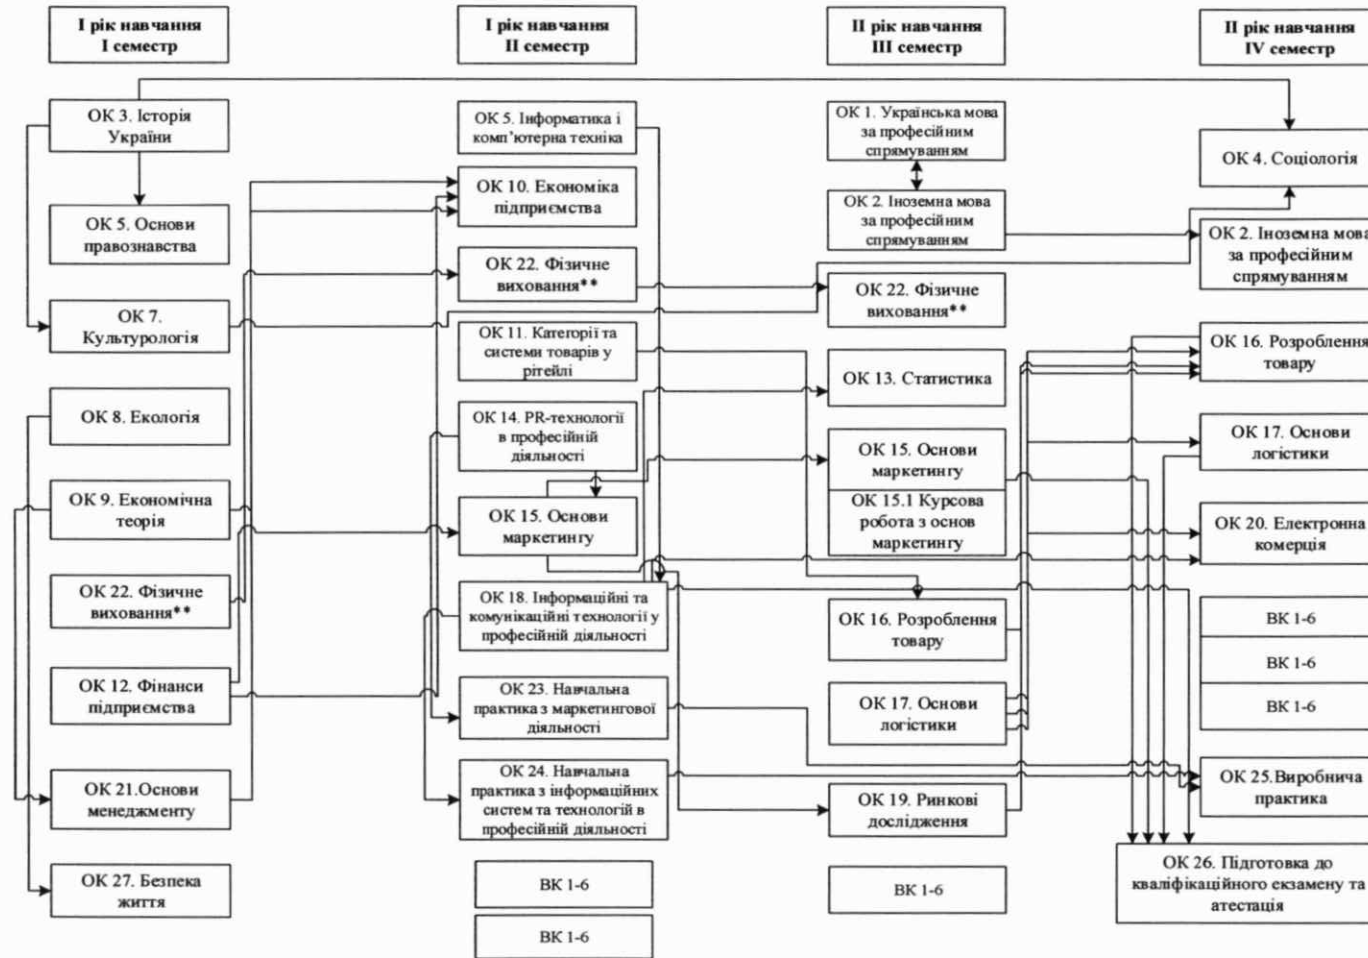 І рік навчання
І семестр
ОК 3. Історія
України
ОК 5. Основи
правознавства
ОК 7.
Культурологія
ОК 8. Екологія
ОК 9. Економічна
теорія
ОК 22. Фізичне
виховання**
ОК 12. Фінанси
підприємства
ОК 21.Основи
менеджменту
ОК 27. Безпека
життя
І рік навчання
ІІ семестр
ОК 5. Інформатика і
комп’ютерна техніка
ОК 10. Економіка
підприємства
ОК 22. Фізичне
виховання**
ОК 11. Категорії та
системи товарів у
рітейлі
ОК 14. PR-технології
в професійній
діяльності
ОК 15. Основи
маркетингу
ОК 18. Інформаційні та
комунікаційні технології у
професійній діяльності
ОК 23. Навчальна
практика з маркетингової
діяльності
ОК 24. Навчальна
практика з інформаційних
систем та технологій в
професійній діяльності
ВК 1-6
ВК 1-6
ІІ рік навчання
ІІІ семестр
ОК 1. Українська мова
за професійним
спрямуванням
ОК 2. Іноземна мова
за професійним
спрямуванням
ОК 22. Фізичне
виховання**
ОК 13. Статистика
ОК 15. Основи
маркетингу
ОК 15.1 Курсова
робота з основ
маркетингу
ОК 16. Розроблення
товару
ОК 17. Основи
логістики
ОК 19. Ринкові
дослідження
ВК 1-6
ІІ рік навчання
IV семестр
ОК 4. Соціологія
ОК 2. Іноземна мова
за професійним
спрямуванням
ОК 16. Розроблення
товару
ОК 17. Основи
логістики
ОК 20. Електронна
комерція
ВК 1-6
ВК 1-6
ВК 1-6
ОК 25.Виробнича
практика
ОК 26. Підготовка до
кваліфікаційного екзамену та
атестація